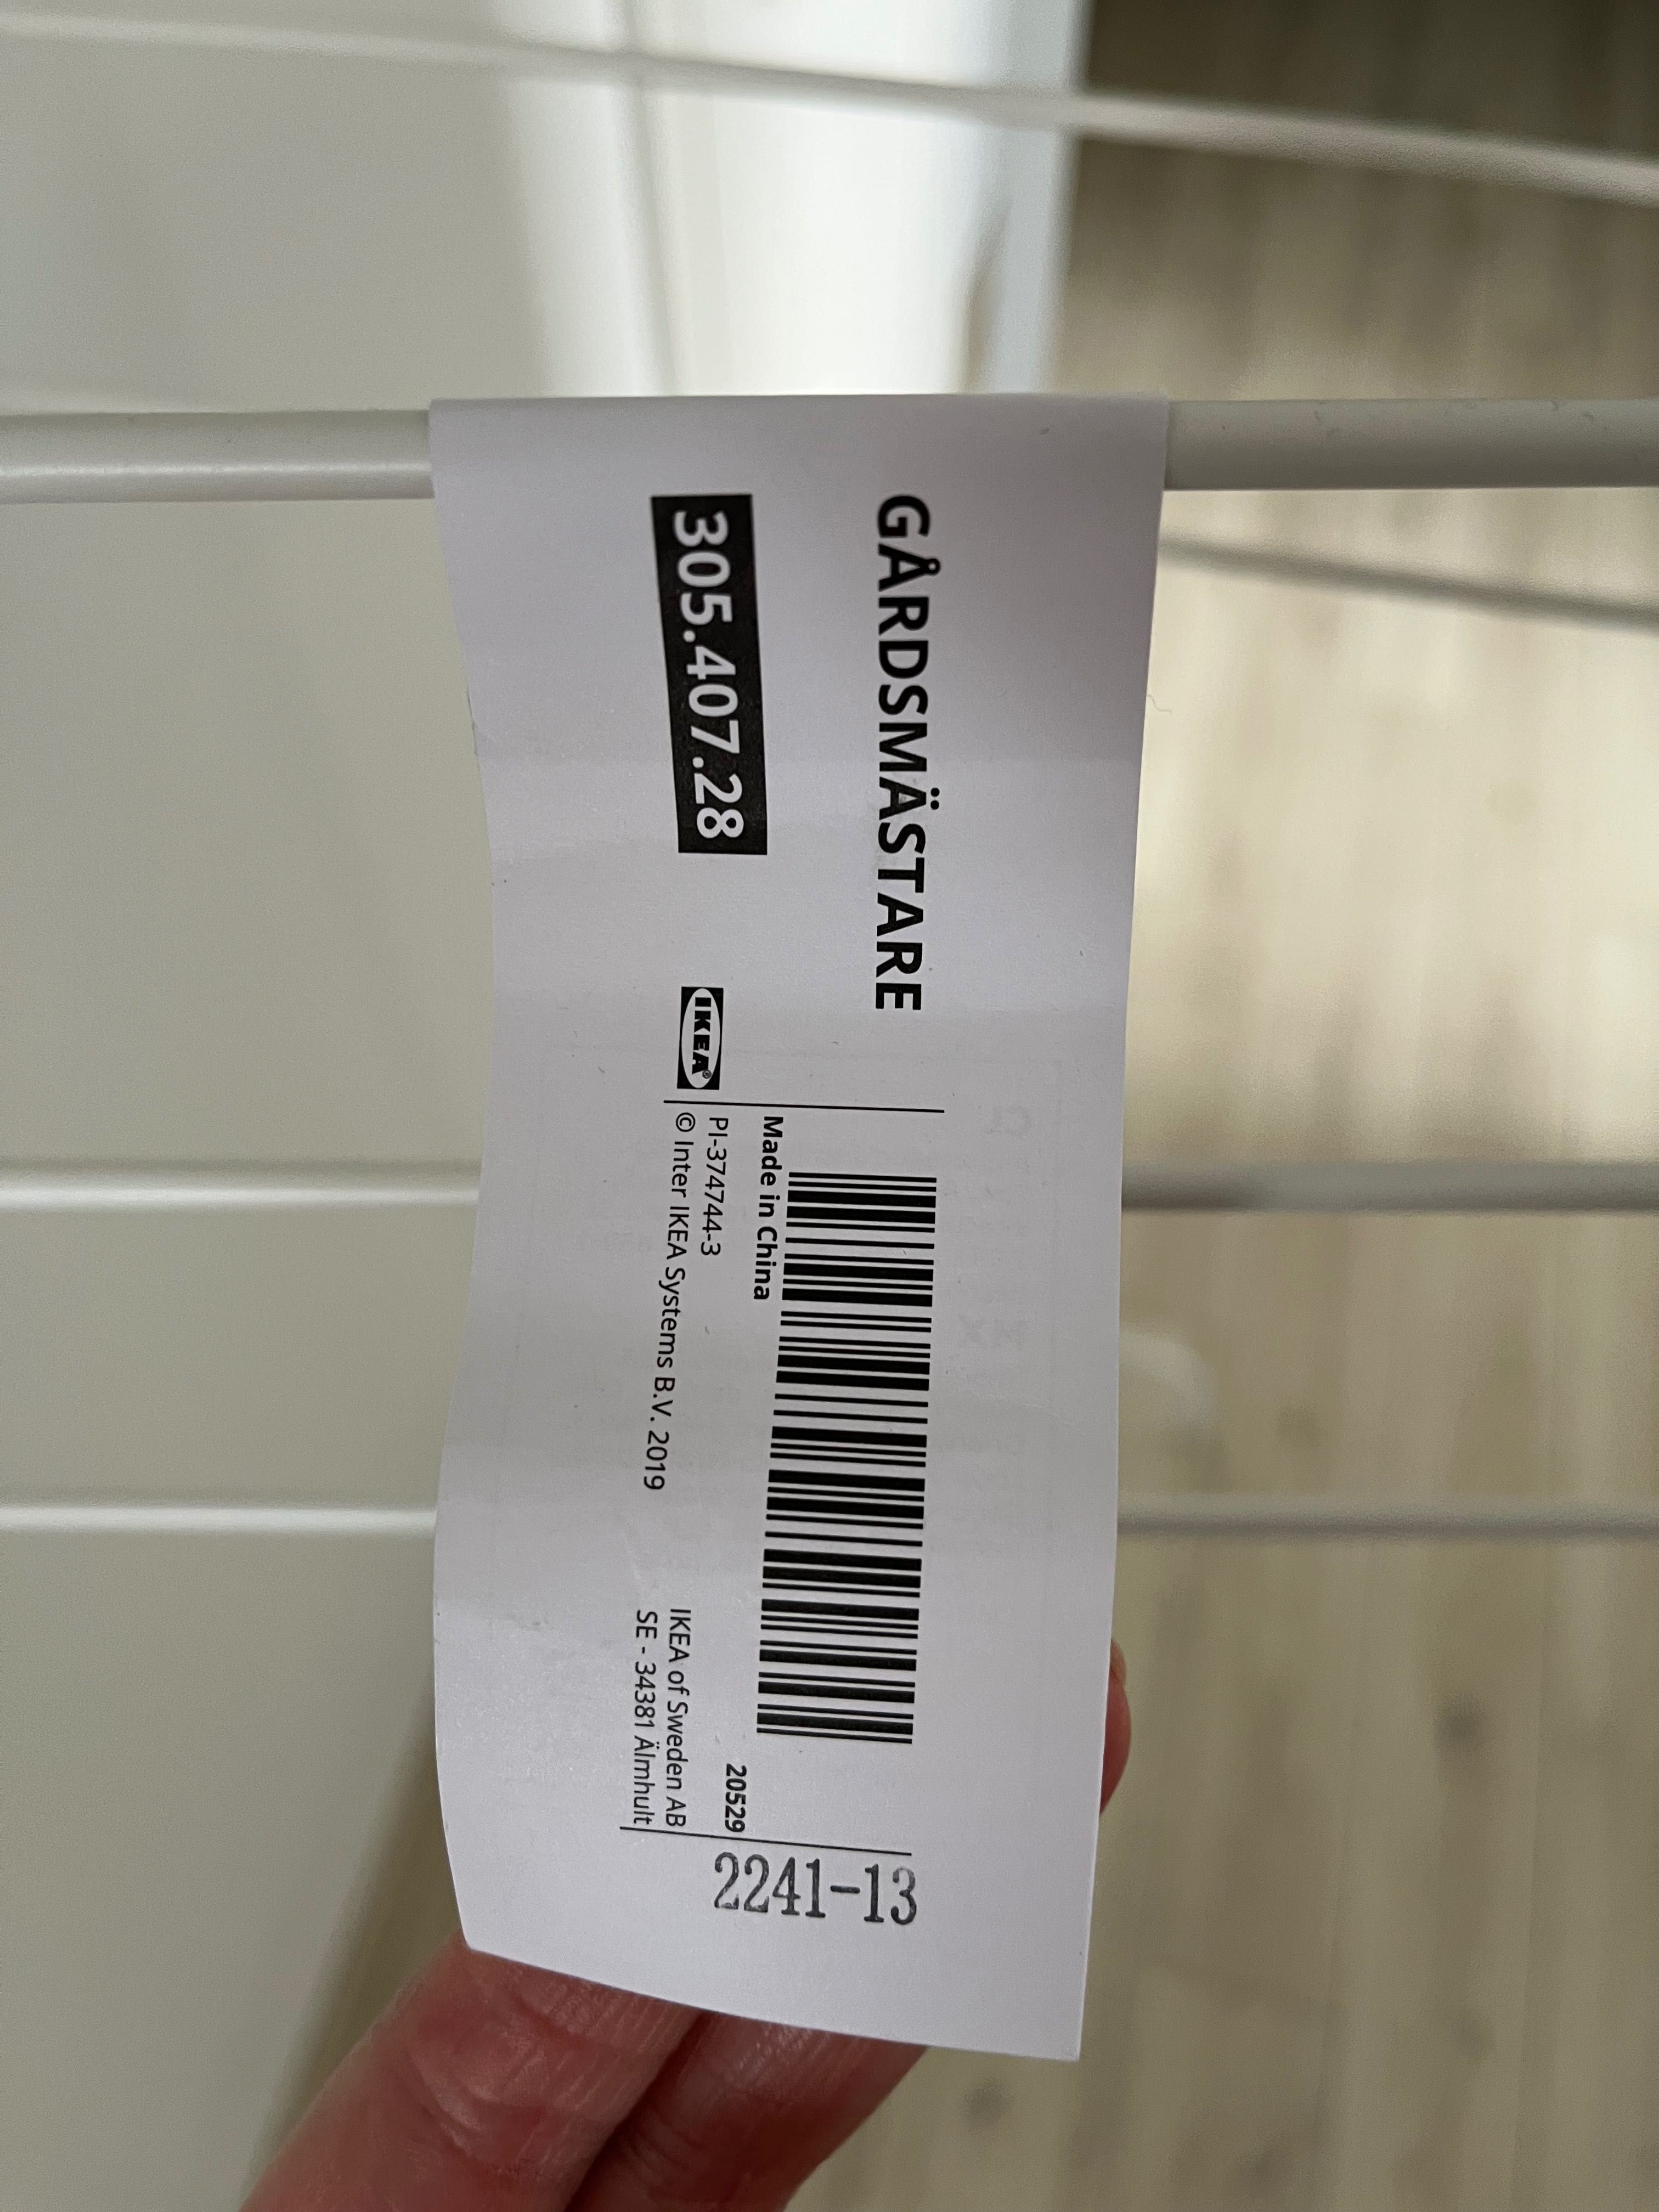 GÅRDSMÄSTARE
305.407.28
IKEA®
Made in China
PI-374744-3
© Inter IKEA Systems B.V. 2019
20529
IKEA of Sweden AB
SE - 34381 Älmhult
2241-13